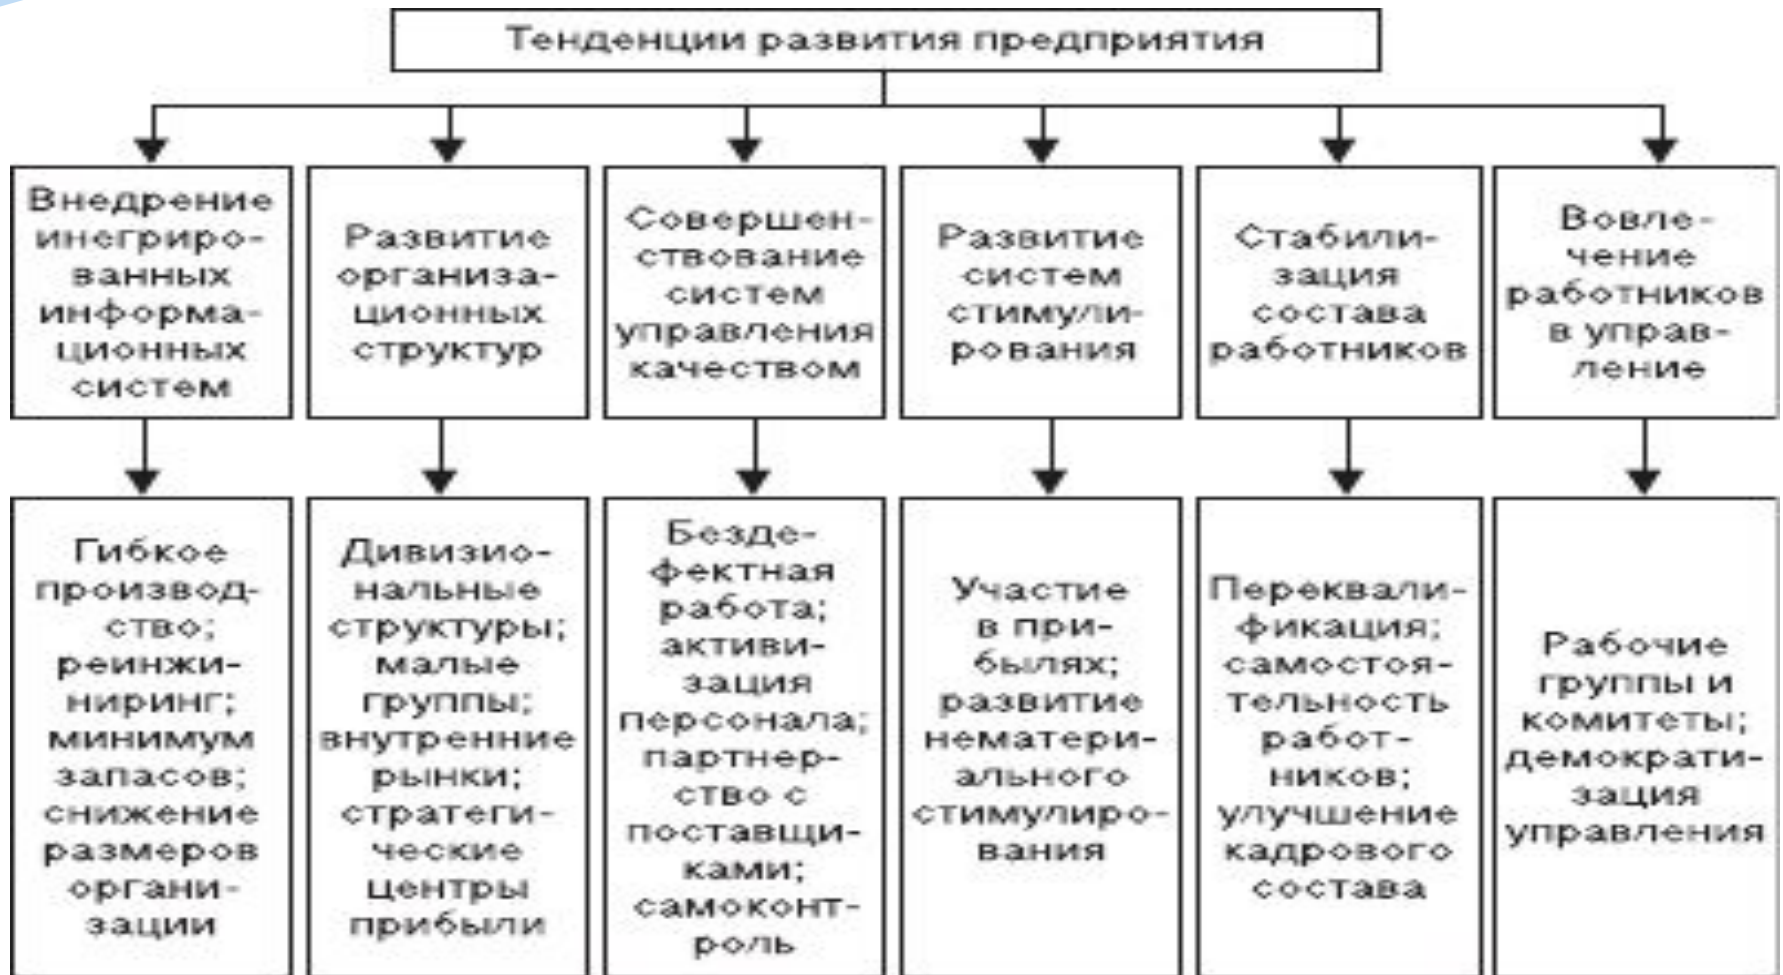 Тенденции развития предприятия
Внедрение
инегриро-
ванных
информа-
ционных
систем
Развитие
организа-
ционных
структур
Совершен-
ствование
систем
управления
качеством
Развитие
систем
стимули-
рования
Стабили-
зация
состава
работников
Вовле-
чение
работников
в управ-
ление
Гибкое
производ-
ство;
реинжи-
ниринг;
минимум
запасов;
снижение
размеров
органи-
зации
Дивизио-
нальные
структуры;
малые
группы;
внутренние
рынки;
стратеги-
ческие
центры
прибыли
Безде-
фектная
работа;
активи-
зация
персонала;
партнер-
ство с
поставщи-
ками;
самоконт-
роль
Участие
в при-
былях;
развитие
нематери-
ального
стимулиро-
вания
Переквали-
фикация;
самостоя-
тельность
работ-
ников;
улучшение
кадрового
состава
Рабочие
группы и
комитеты;
демократи-
зация
управления